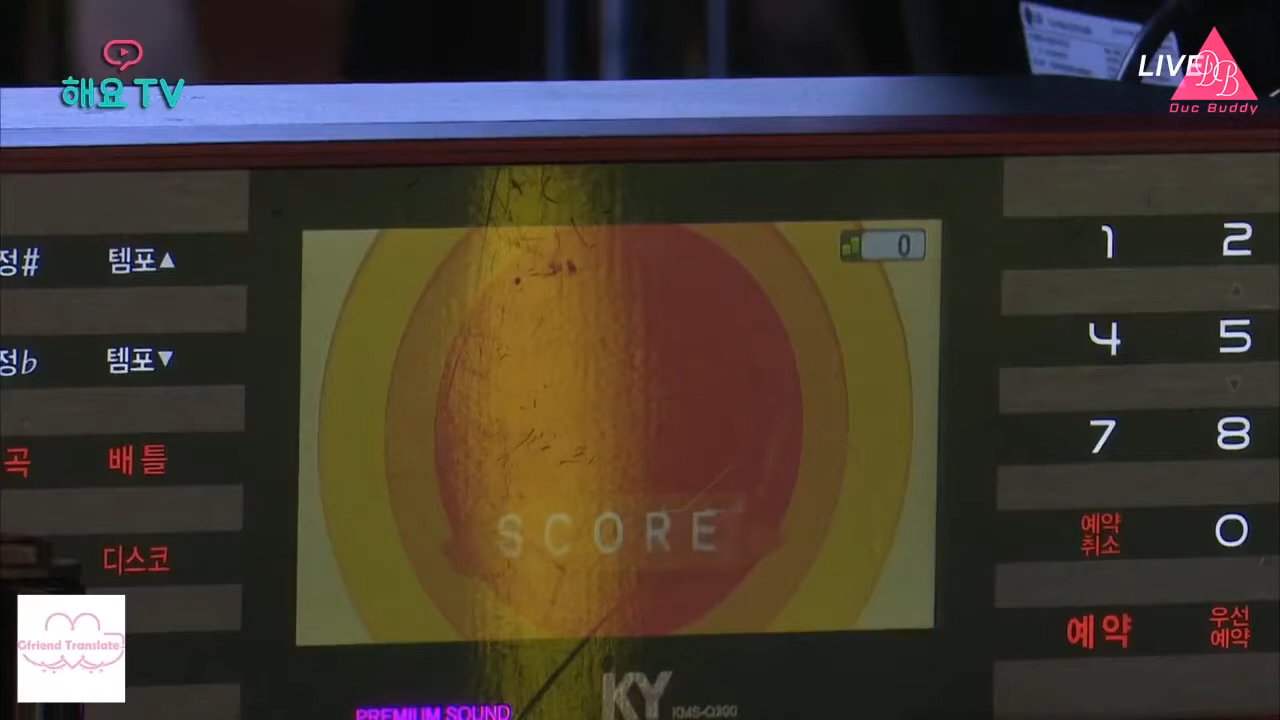 해요 TV
LIVE
DB
Duc Buddy
정# 템포▲
정b 템포▼
곡 배틀
디스코
0
SCORE
KY
PREMIUM SOUND
1 2
4 5
7 8
예약
취소
0
예약
우선
예약
Gfriend Translate